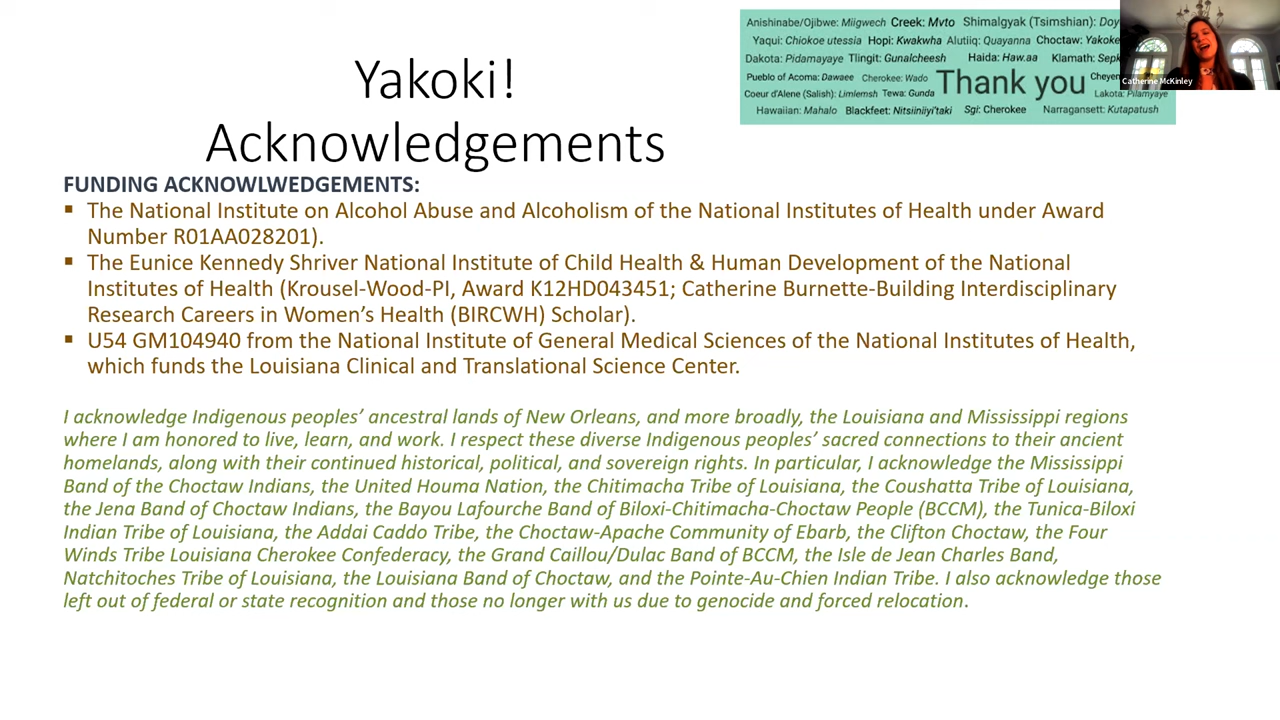 Yakoki!
Acknowledgements
Anishinabe/Ojibwe: Miigwech Creek: Mvto Shimalgyak (Tsimshian):
Yaqui: Chiokoe utessia Hopi: Kwakwha Alutiiq: Quayanna Choctaw: Yakoke
Dakota: Pidamayaye Tlingit: Gunalcheesh Haida: Haw.aa Klamath:
Pueblo of Acoma: Dawaee Cherokee: Wado Thank you
Coeur d'Alene (Salish): Limlemsh Tewa: Gunda Lakota: Pilamyaye
Hawaiian: Mahalo Blackfeet: Nitsiiniiyi'taki Sgi: Cherokee Narragansett: Kutapatush
Catherine McKinley
FUNDING ACKNOWLWEDGEMENTS:
▪ The National Institute on Alcohol Abuse and Alcoholism of the National Institutes of Health under Award
Number R01AA028201).
▪ The Eunice Kennedy Shriver National Institute of Child Health & Human Development of the National
Institutes of Health (Krousel-Wood-PI, Award K12HD043451; Catherine Burnette-Building Interdisciplinary
Research Careers in Women's Health (BIRCWH) Scholar).
▪ U54 GM104940 from the National Institute of General Medical Sciences of the National Institutes of Health,
which funds the Louisiana Clinical and Translational Science Center.
I acknowledge Indigenous peoples' ancestral lands of New Orleans, and more broadly, the Louisiana and Mississippi regions
where I am honored to live, learn, and work. I respect these diverse Indigenous peoples' sacred connections to their ancient
homelands, along with their continued historical, political, and sovereign rights. In particular, I acknowledge the Mississippi
Band of the Choctaw Indians, the United Houma Nation, the Chitimacha Tribe of Louisiana, the Coushatta Tribe of Louisiana,
the Jena Band of Choctaw Indians, the Bayou Lafourche Band of Biloxi-Chitimacha-Choctaw People (BCCM), the Tunica-Biloxi
Indian Tribe of Louisiana, the Addai Caddo Tribe, the Choctaw-Apache Community of Ebarb, the Clifton Choctaw, the Four
Winds Tribe Louisiana Cherokee Confederacy, the Grand Caillou/Dulac Band of BCCM, the Isle de Jean Charles Band,
Natchitoches Tribe of Louisiana, the Louisiana Band of Choctaw, and the Pointe-Au-Chien Indian Tribe. I also acknowledge those
left out of federal or state recognition and those no longer with us due to genocide and forced relocation.